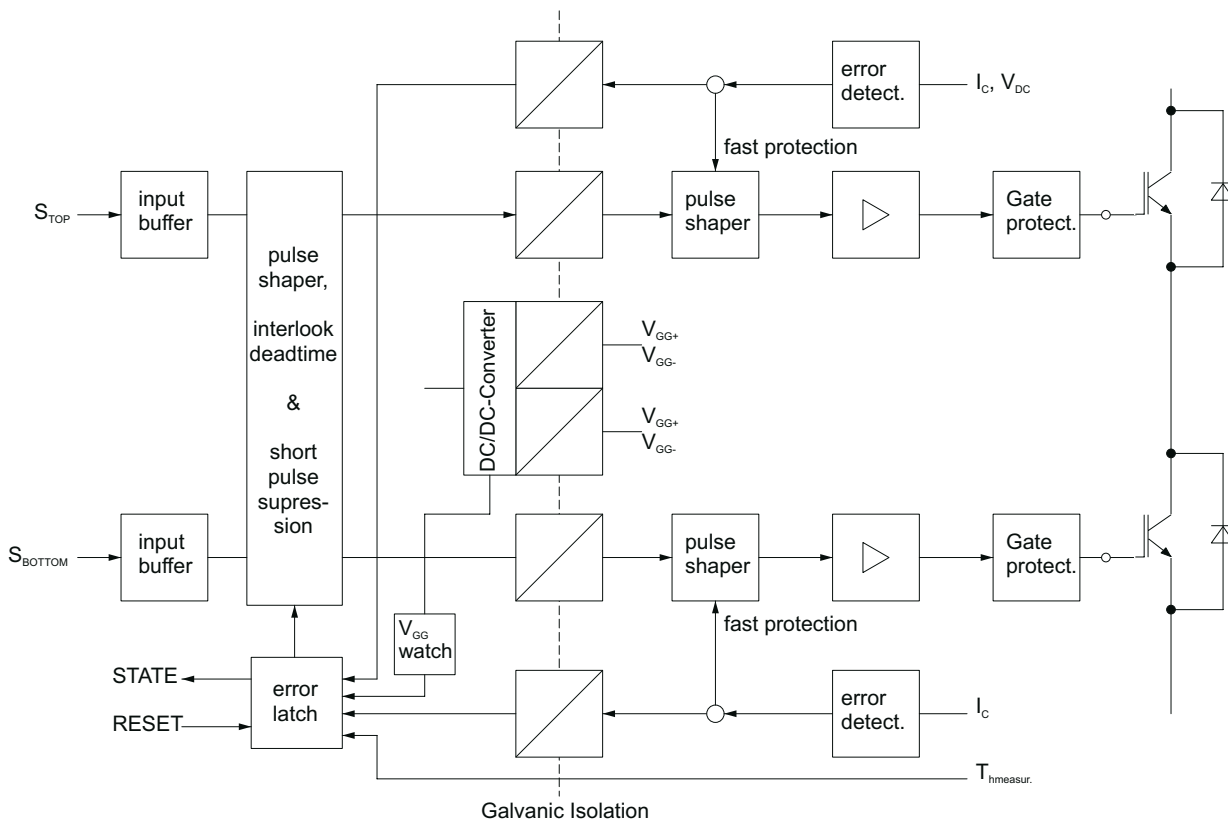 error
detect.
I_C, V_DC
fast protection
S_TOP
input
buffer
pulse
shaper,
interlook
deadtime
&
short
pulse
supres-
sion
pulse
shaper
Gate
protect.
DC/DC-Converter
V_GG+
V_GG-
V_GG+
V_GG-
S_BOTTOM
input
buffer
pulse
shaper
Gate
protect.
fast protection
V_GG
watch
STATE
RESET
error
latch
error
detect.
I_C
T_hmeasur.
Galvanic Isolation